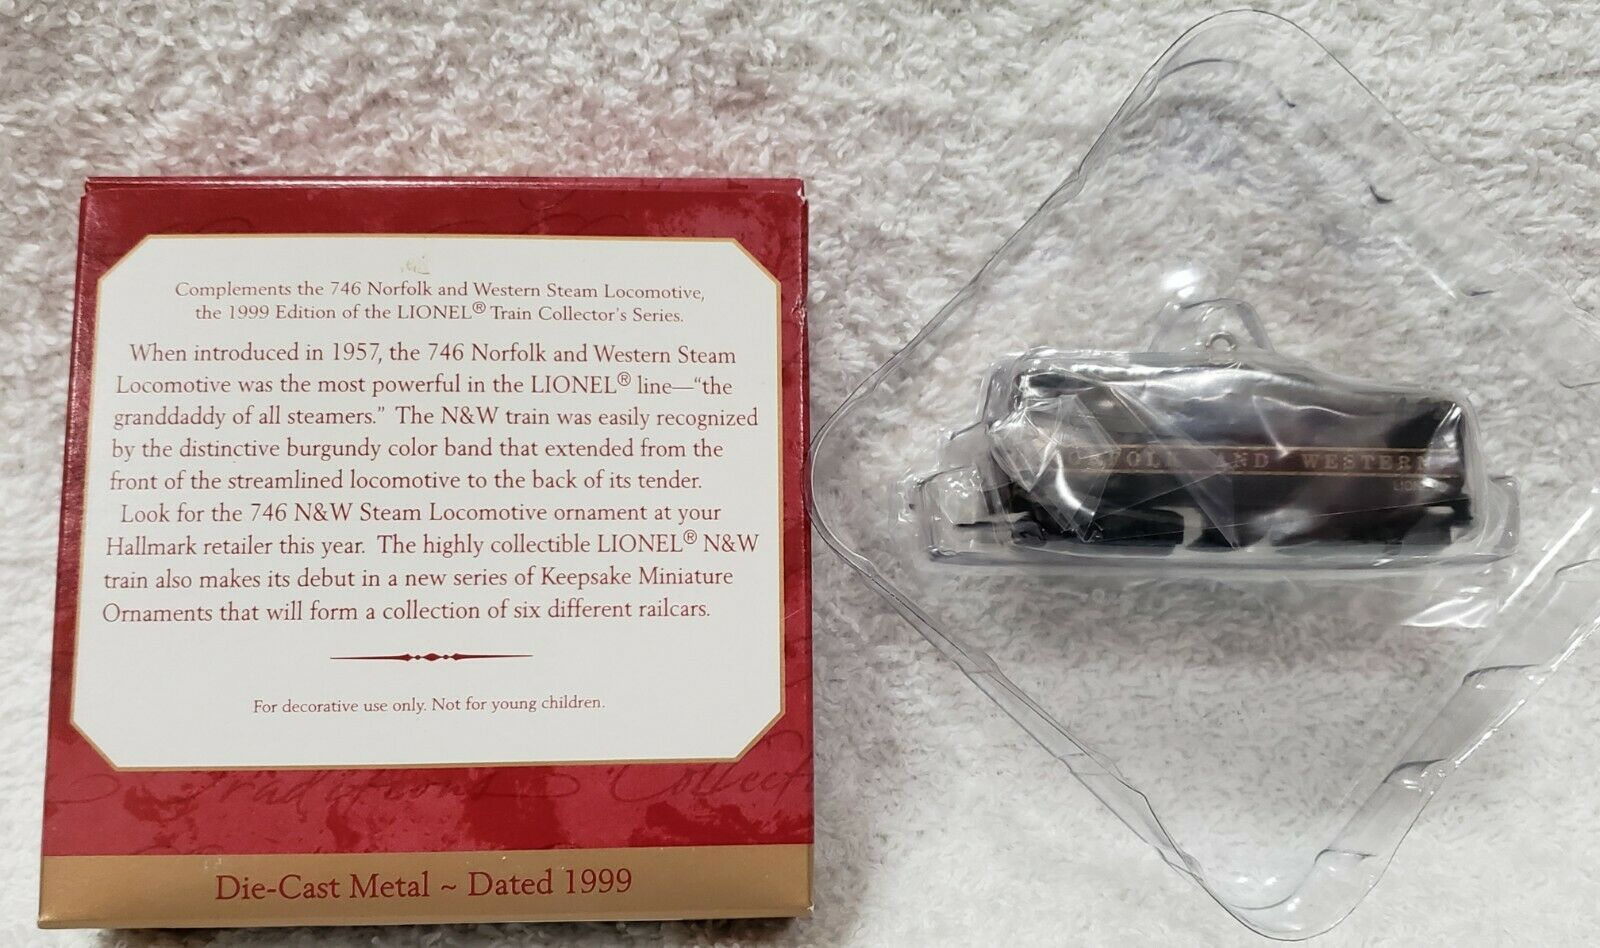 Complements the 746 Norfolk and Western Steam Locomotive,
the 1999 Edition of the LIONEL® Train Collector's Series.
When introduced in 1957, the 746 Norfolk and Western Steam
Locomotive was the most powerful in the LIONEL® line—“the
granddaddy of all steamers.” The N&W train was easily recognized
by the distinctive burgundy color band that extended from the
front of the streamlined locomotive to the back of its tender.
Look for the 746 N&W Steam Locomotive ornament at your
Hallmark retailer this year. The highly collectible LIONEL® N&W
train also makes its debut in a new series of Keepsake Miniature
Ornaments that will form a collection of six different railcars.
For decorative use only. Not for young children.
Traditions Collect
Die-Cast Metal ~ Dated 1999
AND WESTERN